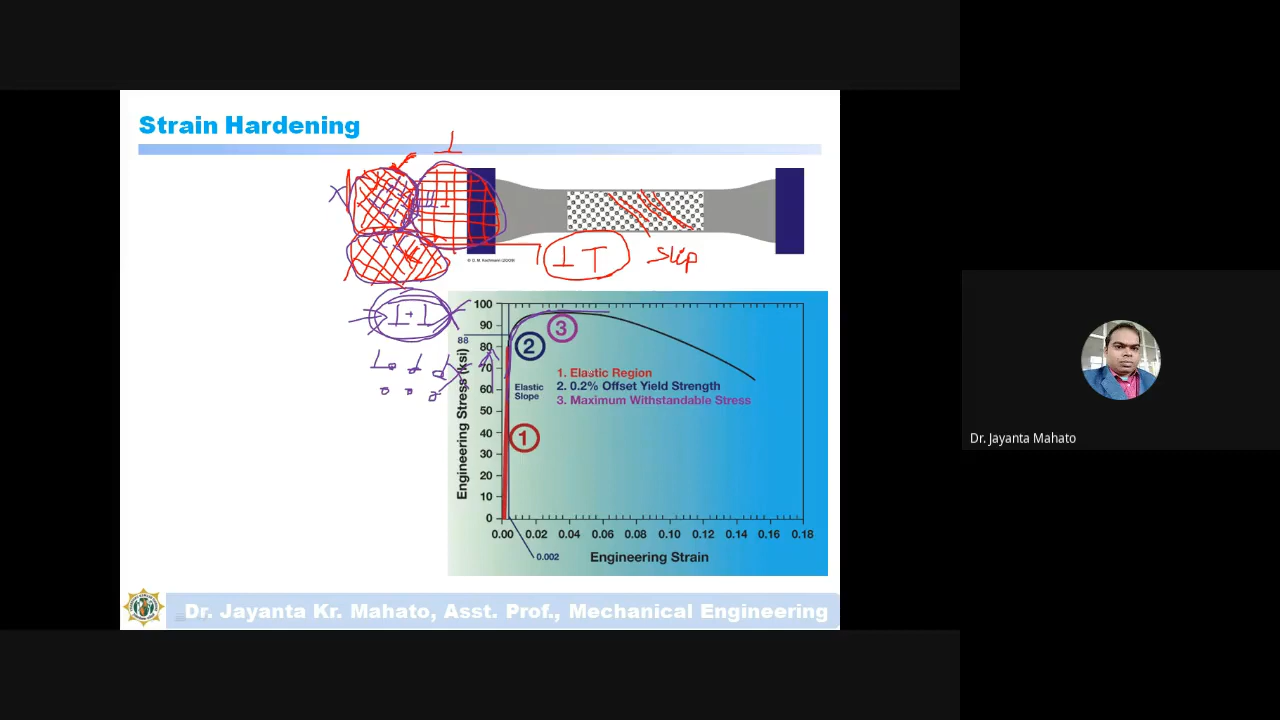 Strain Hardening
⊥
⊥ T
Slip
© D. M. Askeland (2008)
100
90
88
80
70
60
50
40
30
20
10
0
Engineering Stress (ksi)
1
2
3
Elastic
Slope
1. Elastic Region
2. 0.2% Offset Yield Strength
3. Maximum Withstandable Stress
0.00 0.02 0.04 0.06 0.08 0.10 0.12 0.14 0.16 0.18
0.002
Engineering Strain
Dr. Jayanta Kr. Mahato, Asst. Prof., Mechanical Engineering
Dr. Jayanta Mahato